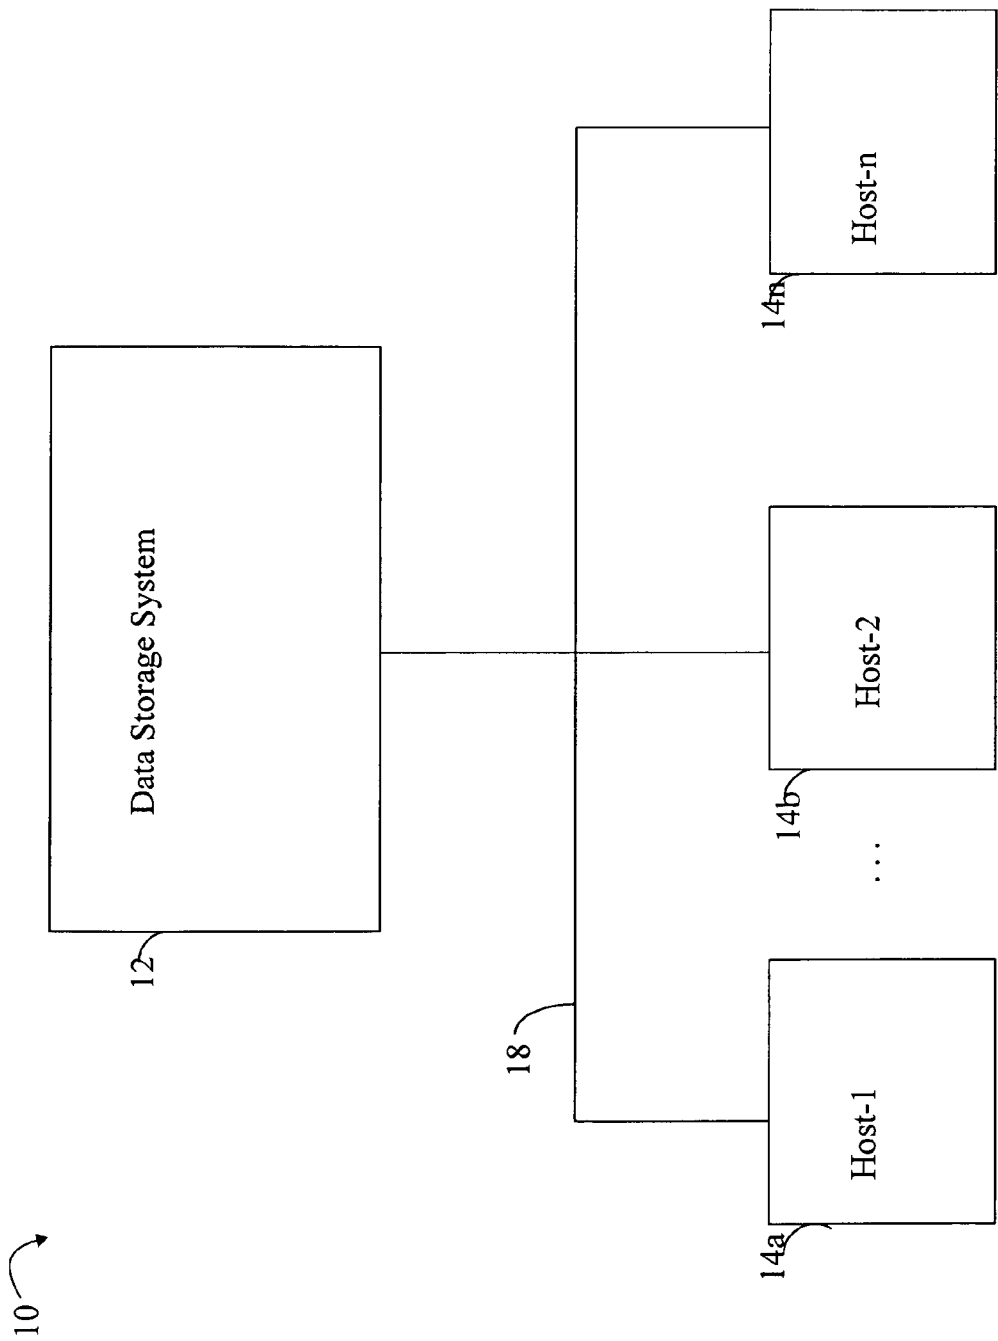 10
12
Data Storage System
18
14a
Host-1
...
14b
Host-2
14n
Host-n